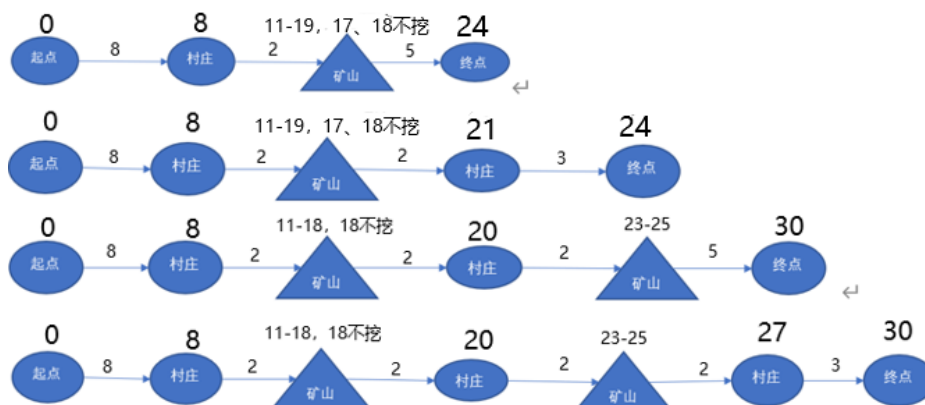 0 8 11-19，17、18不挖 24
起点 8 村庄 2 矿山 5 终点
0 8 11-19，17、18不挖 21 24
起点 8 村庄 2 矿山 2 村庄 3 终点
0 8 11-18，18不挖 20 23-25 30
起点 8 村庄 2 矿山 2 村庄 2 矿山 5 终点
0 8 11-18，18不挖 20 23-25 27 30
起点 8 村庄 2 矿山 2 村庄 2 矿山 2 村庄 3 终点